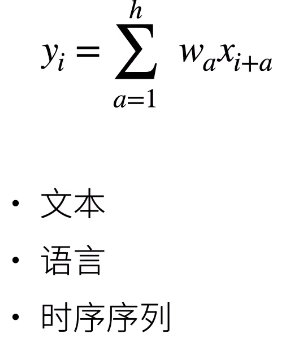 $y_i = \sum_{a=1}^{h} w_a x_{i+a}$
• 文本
• 语言
• 时序序列